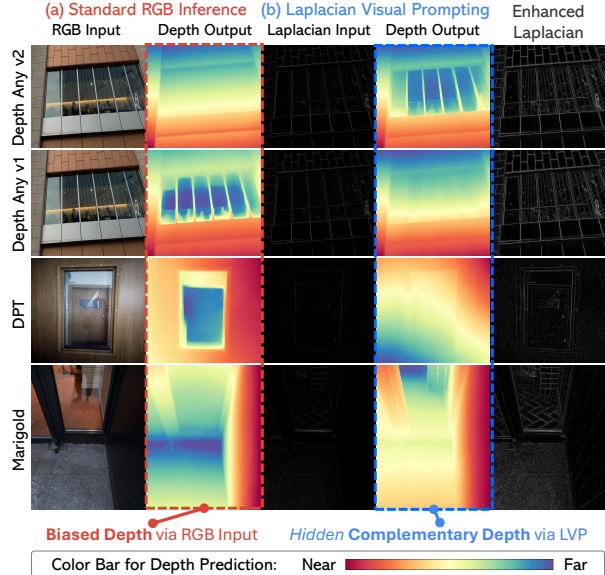 (a) Standard RGB Inference
(b) Laplacian Visual Prompting
Enhanced
Laplacian
RGB Input
Depth Output
Laplacian Input
Depth Output
Depth Any v2
Depth Any v1
DPT
Marigold
Biased Depth via RGB Input
Hidden Complementary Depth via LVP
Color Bar for Depth Prediction: Near Far